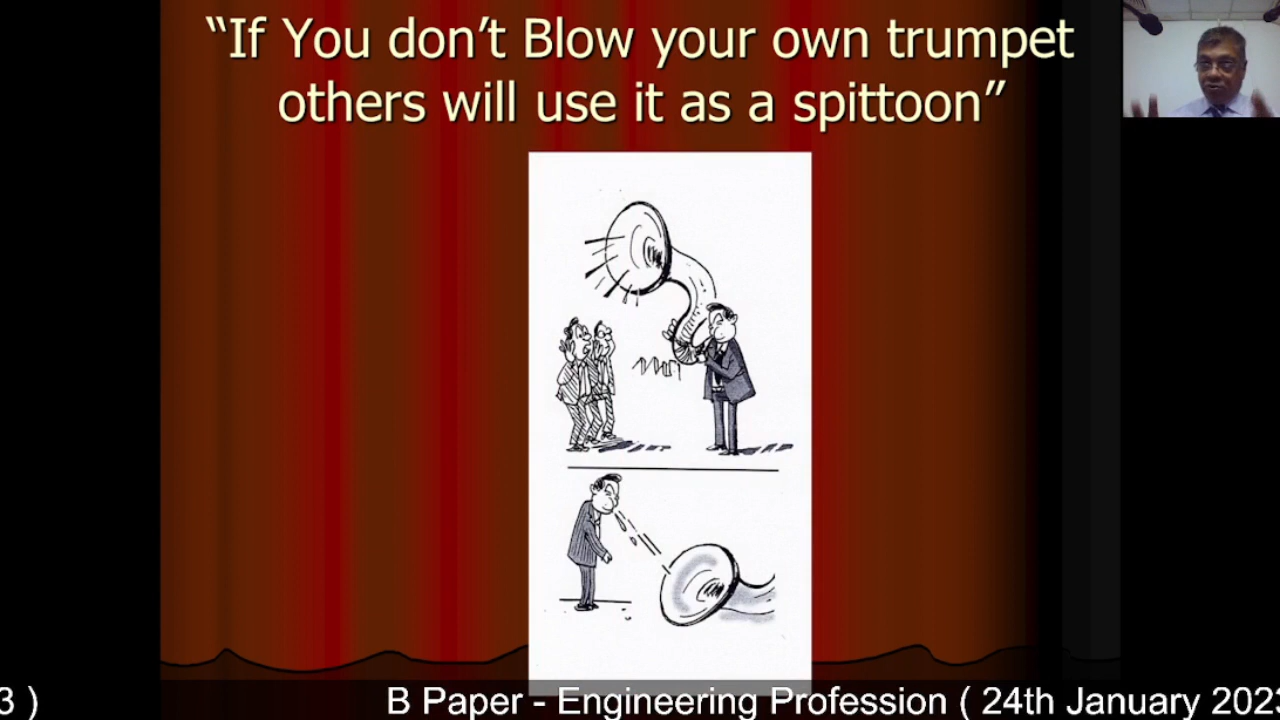 “If You don’t Blow your own trumpet
others will use it as a spittoon”
3 ) B Paper - Engineering Profession ( 24th January 202